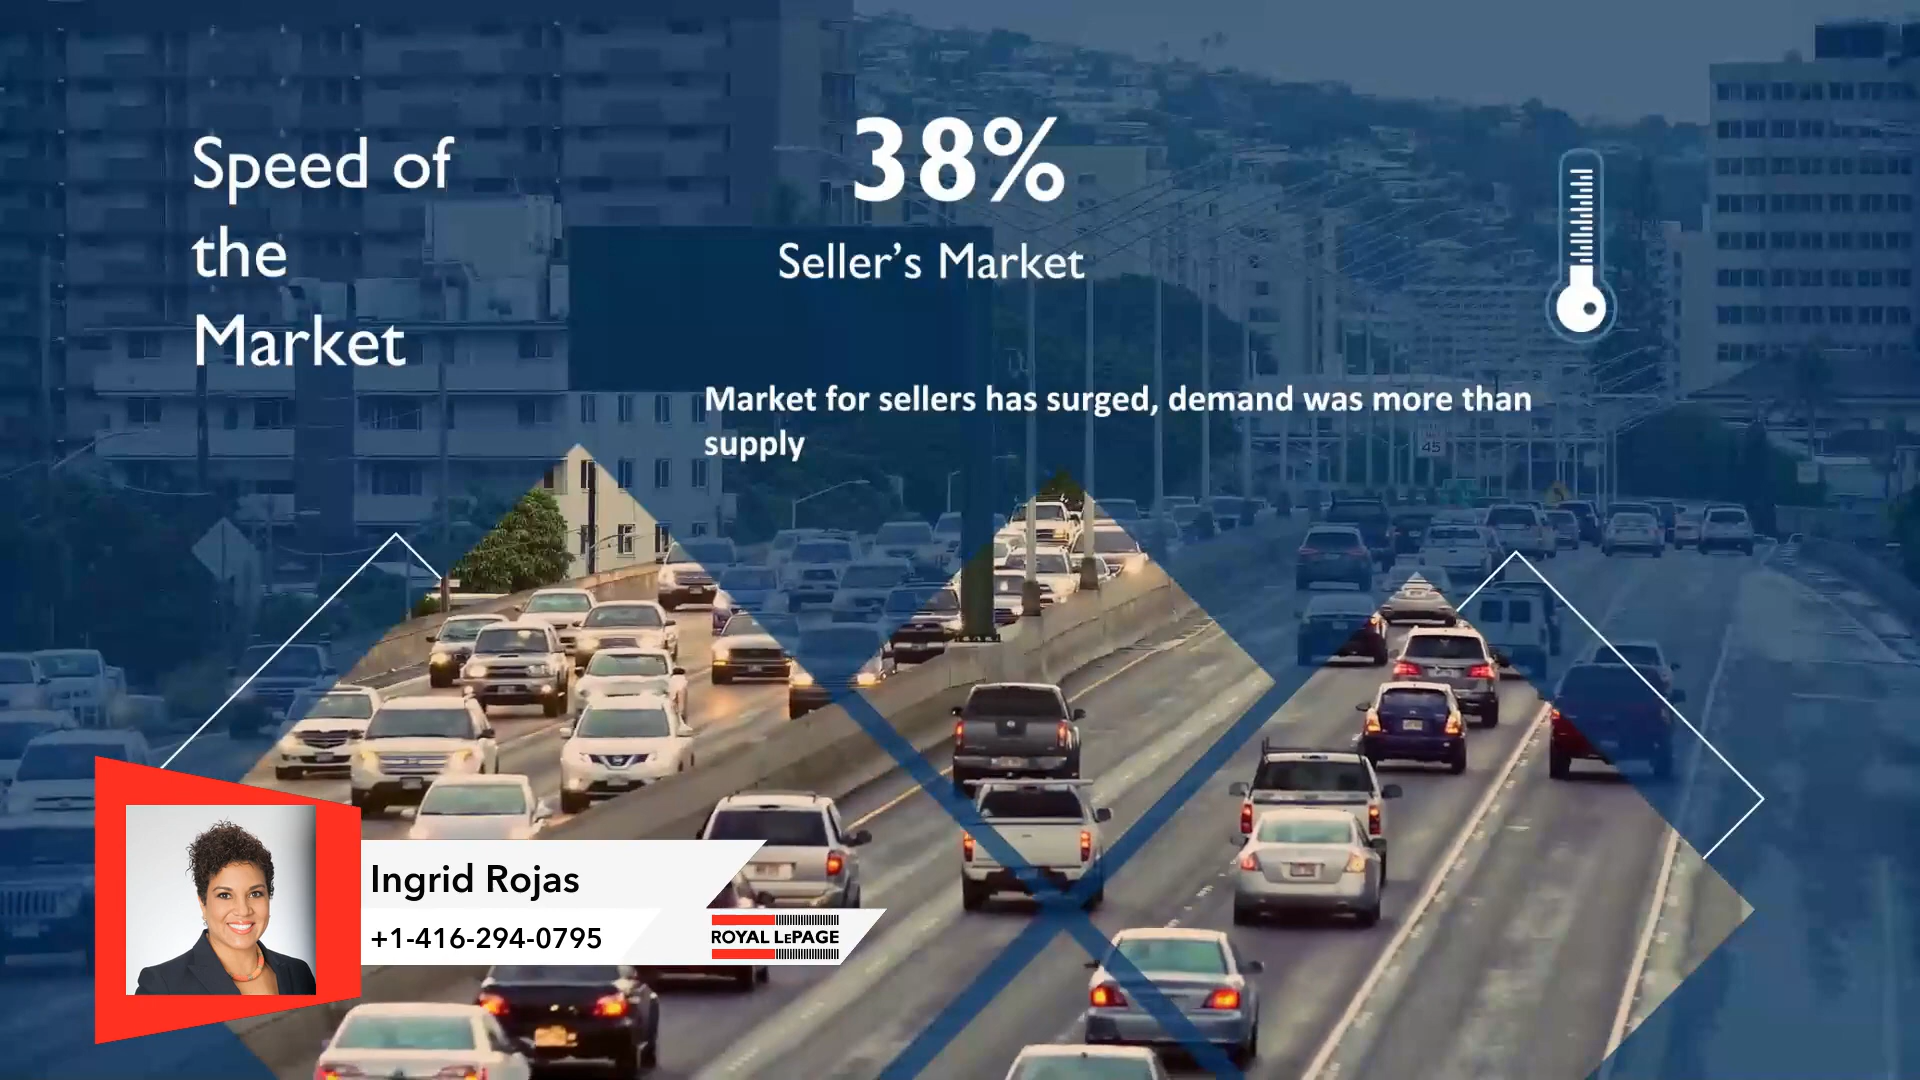 Speed of
the
Market
38%
Seller's Market
Market for sellers has surged, demand was more than
supply
45
Ingrid Rojas
+1-416-294-0795
ROYAL LEPAGE